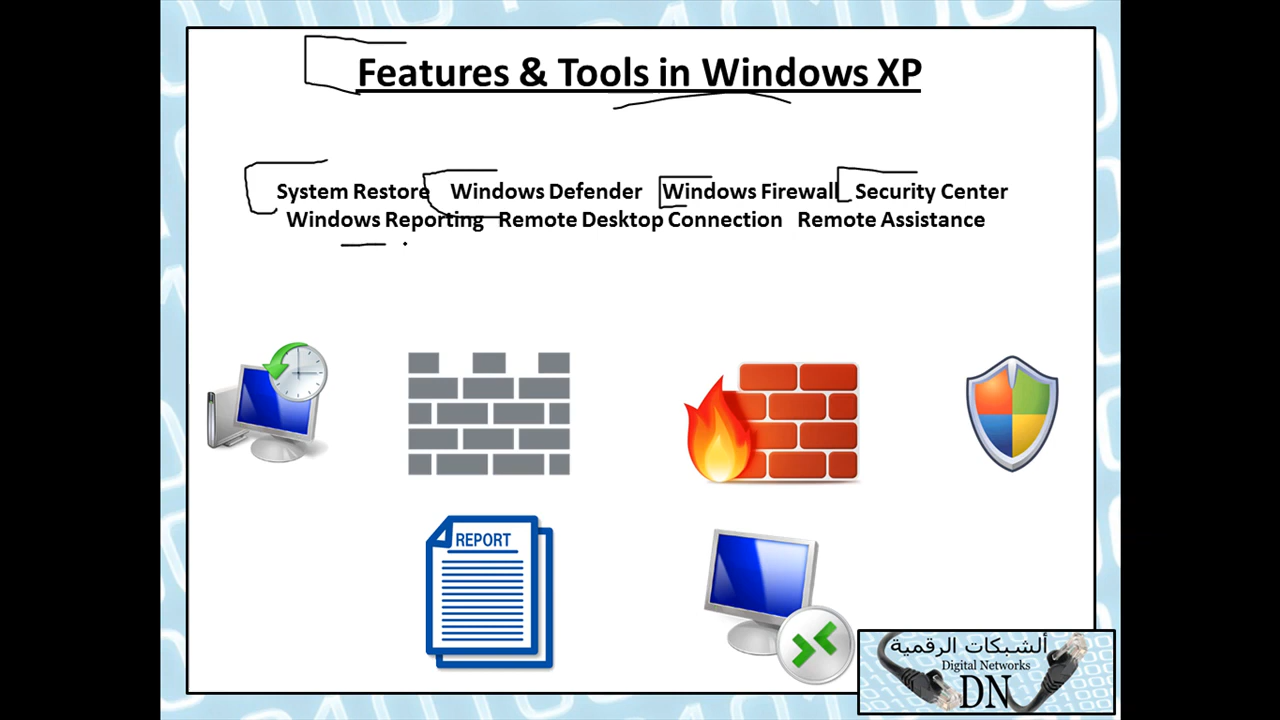 Features & Tools in Windows XP
System Restore Windows Defender Windows Firewall Security Center
Windows Reporting Remote Desktop Connection Remote Assistance
REPORT
ألشبكات الرقمية
Digital Networks
DN